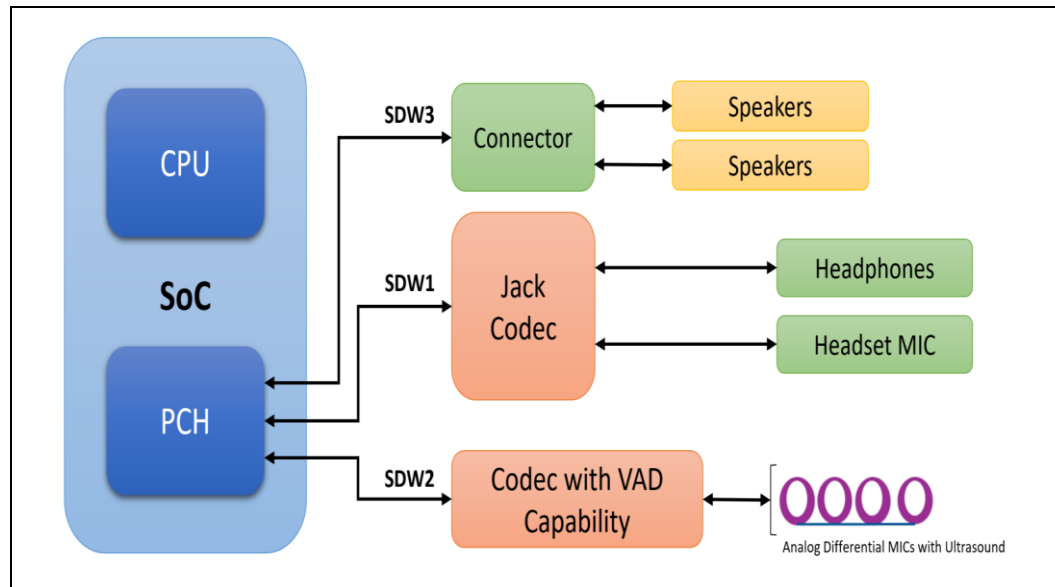 CPU
SoC
PCH
SDW3
Connector
Speakers
Speakers
SDW1
Jack
Codec
Headphones
Headset MIC
SDW2
Codec with VAD
Capability
Analog Differential MICs with Ultrasound